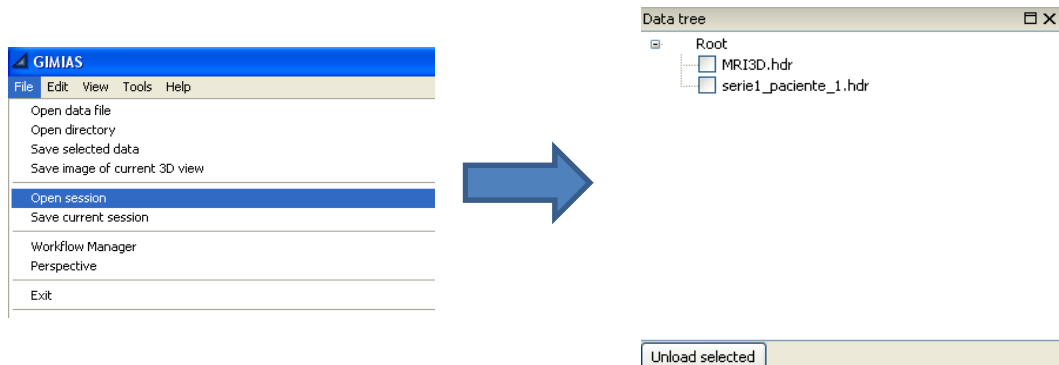 GIMIAS
File Edit View Tools Help
Open data file
Open directory
Save selected data
Save image of current 3D view
Open session
Save current session
Workflow Manager
Perspective
Exit
Data tree
Root
MRI3D.hdr
serie1_paciente_1.hdr
Unload selected